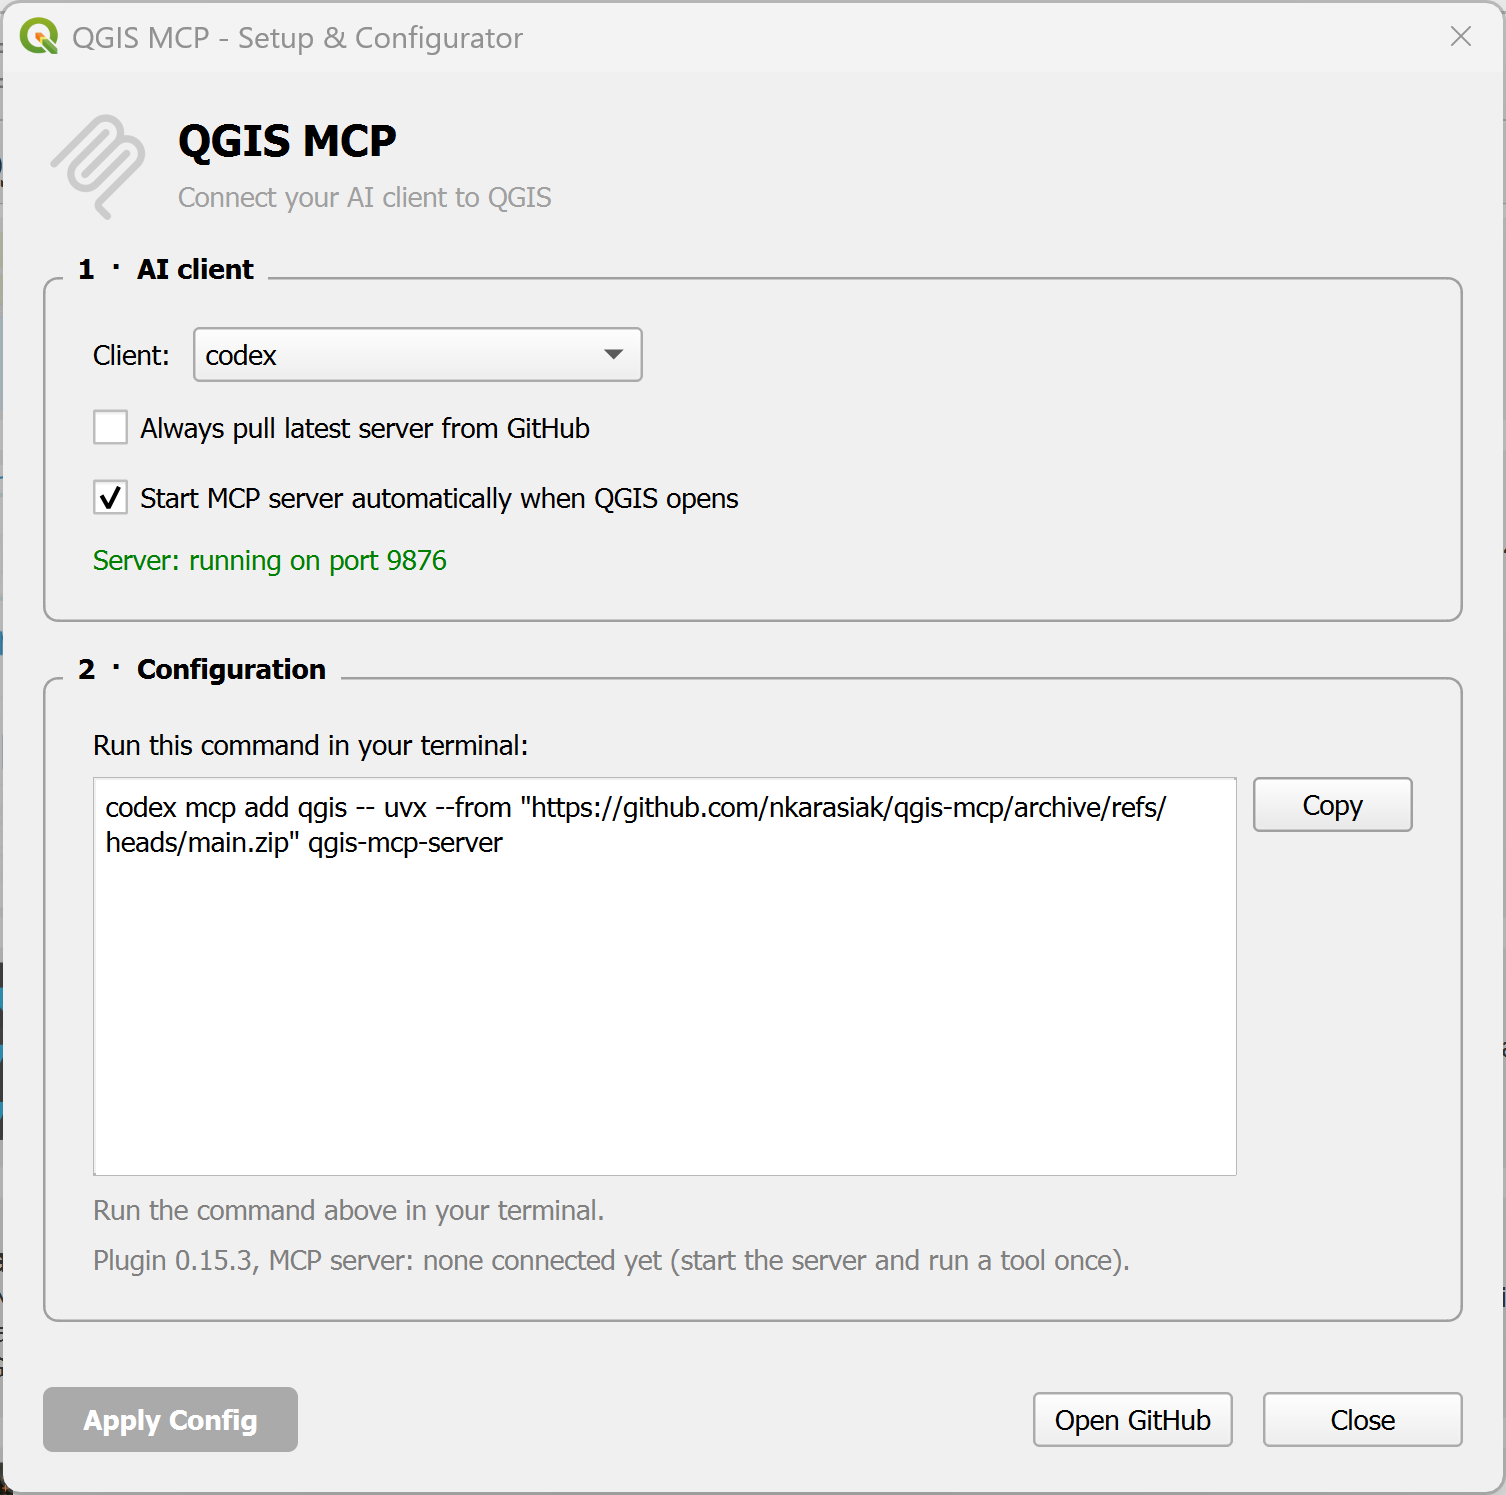 QGIS MCP - Setup & Configurator
QGIS MCP
Connect your AI client to QGIS
1 · AI client
Client: codex
Always pull latest server from GitHub
Start MCP server automatically when QGIS opens
Server: running on port 9876
2 · Configuration
Run this command in your terminal:
codex mcp add qgis -- uvx --from "https://github.com/nkarasiak/qgis-mcp/archive/refs/
heads/main.zip" qgis-mcp-server
Copy
Run the command above in your terminal.
Plugin 0.15.3, MCP server: none connected yet (start the server and run a tool once).
Apply Config
Open GitHub
Close